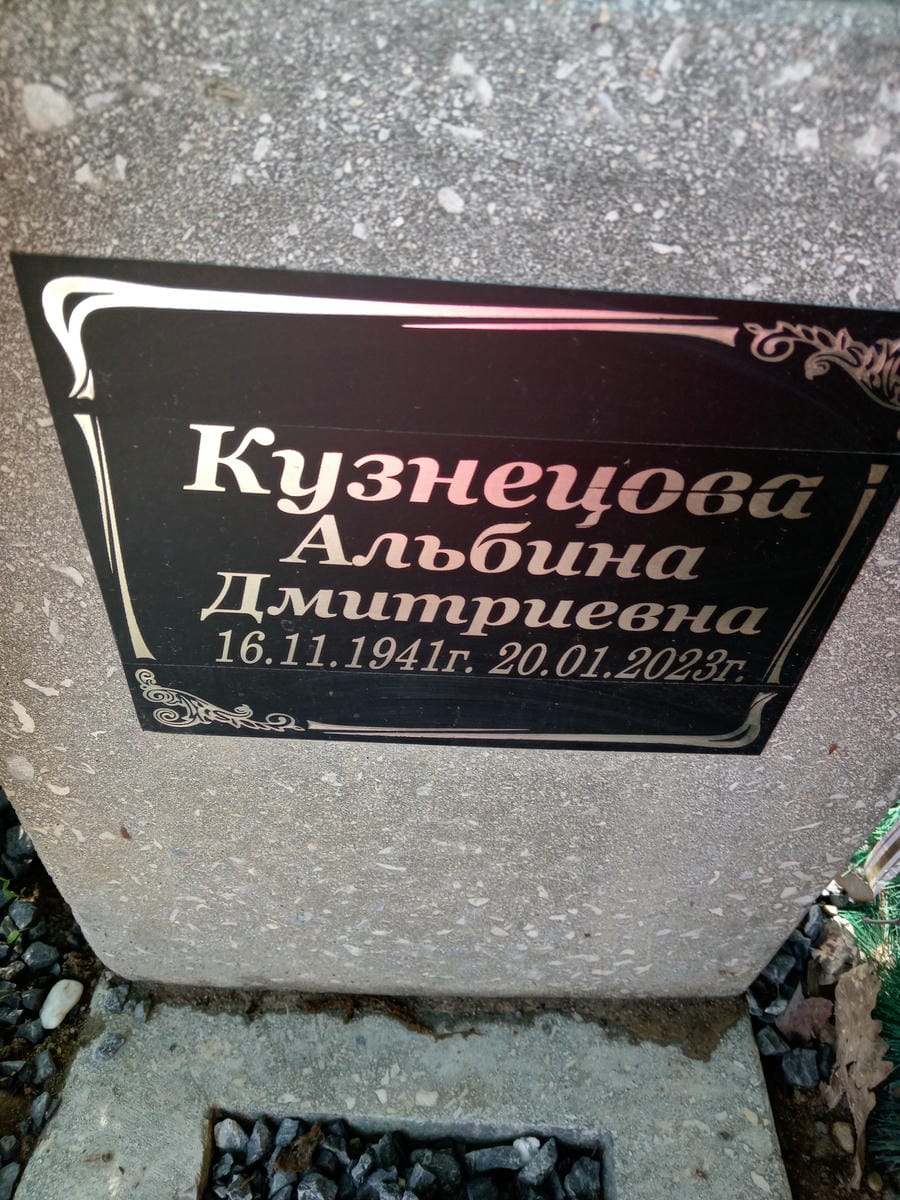 Кузнецова
Альбина
Дмитриевна
16.11.1941г. 20.01.2023г.